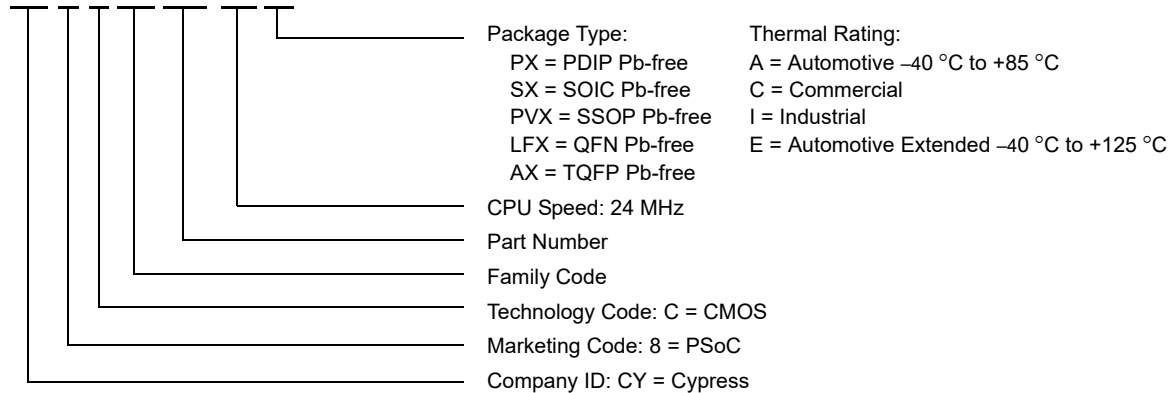 Package Type: Thermal Rating:
PX = PDIP Pb-free A = Automotive –40 °C to +85 °C
SX = SOIC Pb-free C = Commercial
PVX = SSOP Pb-free I = Industrial
LFX = QFN Pb-free E = Automotive Extended –40 °C to +125 °C
AX = TQFP Pb-free
CPU Speed: 24 MHz
Part Number
Family Code
Technology Code: C = CMOS
Marketing Code: 8 = PSoC
Company ID: CY = Cypress